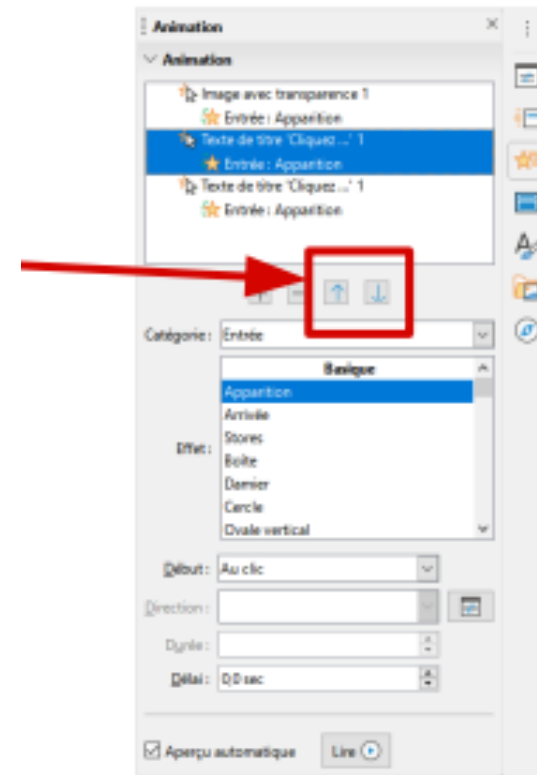 Animation
Animation
Image avec transparence 1
Entrée : Apparition
Texte de titre 'Cliquez ...' 1
Entrée : Apparition
Texte de titre 'Cliquez ...' 1
Entrée : Apparition
Catégorie : Entrée
Basique
Apparition
Arrivée
Stores
Effet :
Boîte
Damier
Cercle
Ovale vertical
Début : Au clic
Direction :
Durée :
Délai : 0,0 sec
Aperçu automatique Lire